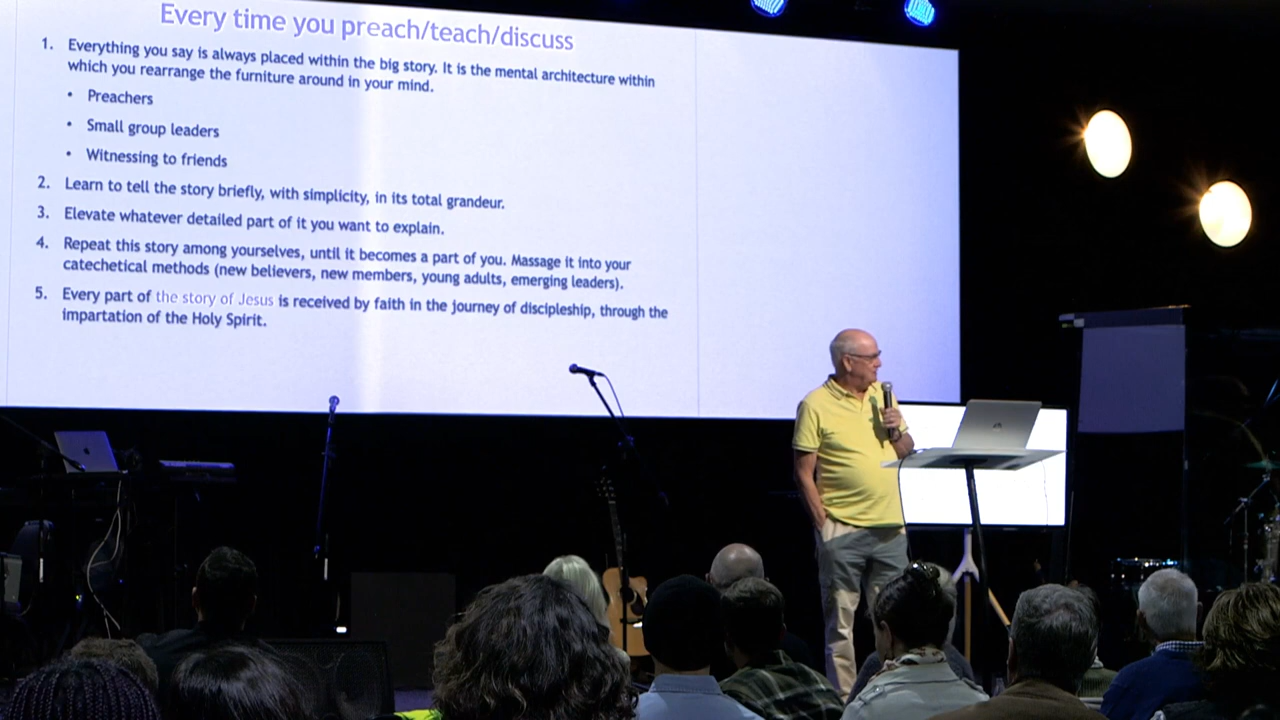 Every time you preach/teach/discuss
1. Everything you say is always placed within the big story. It is the mental architecture within
which you rearrange the furniture around in your mind.
• Preachers
• Small group leaders
• Witnessing to friends
2. Learn to tell the story briefly, with simplicity, in its total grandeur.
3. Elevate whatever detailed part of it you want to explain.
4. Repeat this story among yourselves, until it becomes a part of you. Massage it into your
catechetical methods (new believers, new members, young adults, emerging leaders).
5. Every part of the story of Jesus is received by faith in the journey of discipleship, through the
impartation of the Holy Spirit.